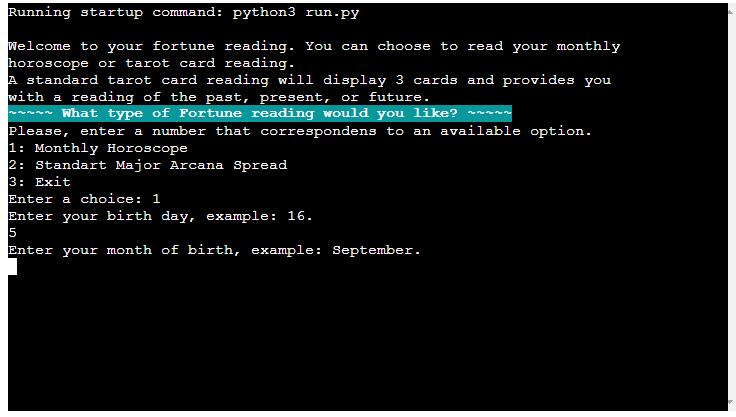 Running startup command: python3 run.py
Welcome to your fortune reading. You can choose to read your monthly
horoscope or tarot card reading.
A standard tarot card reading will display 3 cards and provides you
with a reading of the past, present, or future.
~~~~~ What type of Fortune reading would you like? ~~~~~
Please, enter a number that correspondens to an available option.
1: Monthly Horoscope
2: Standart Major Arcana Spread
3: Exit
Enter a choice: 1
Enter your birth day, example: 16.
5
Enter your month of birth, example: September.